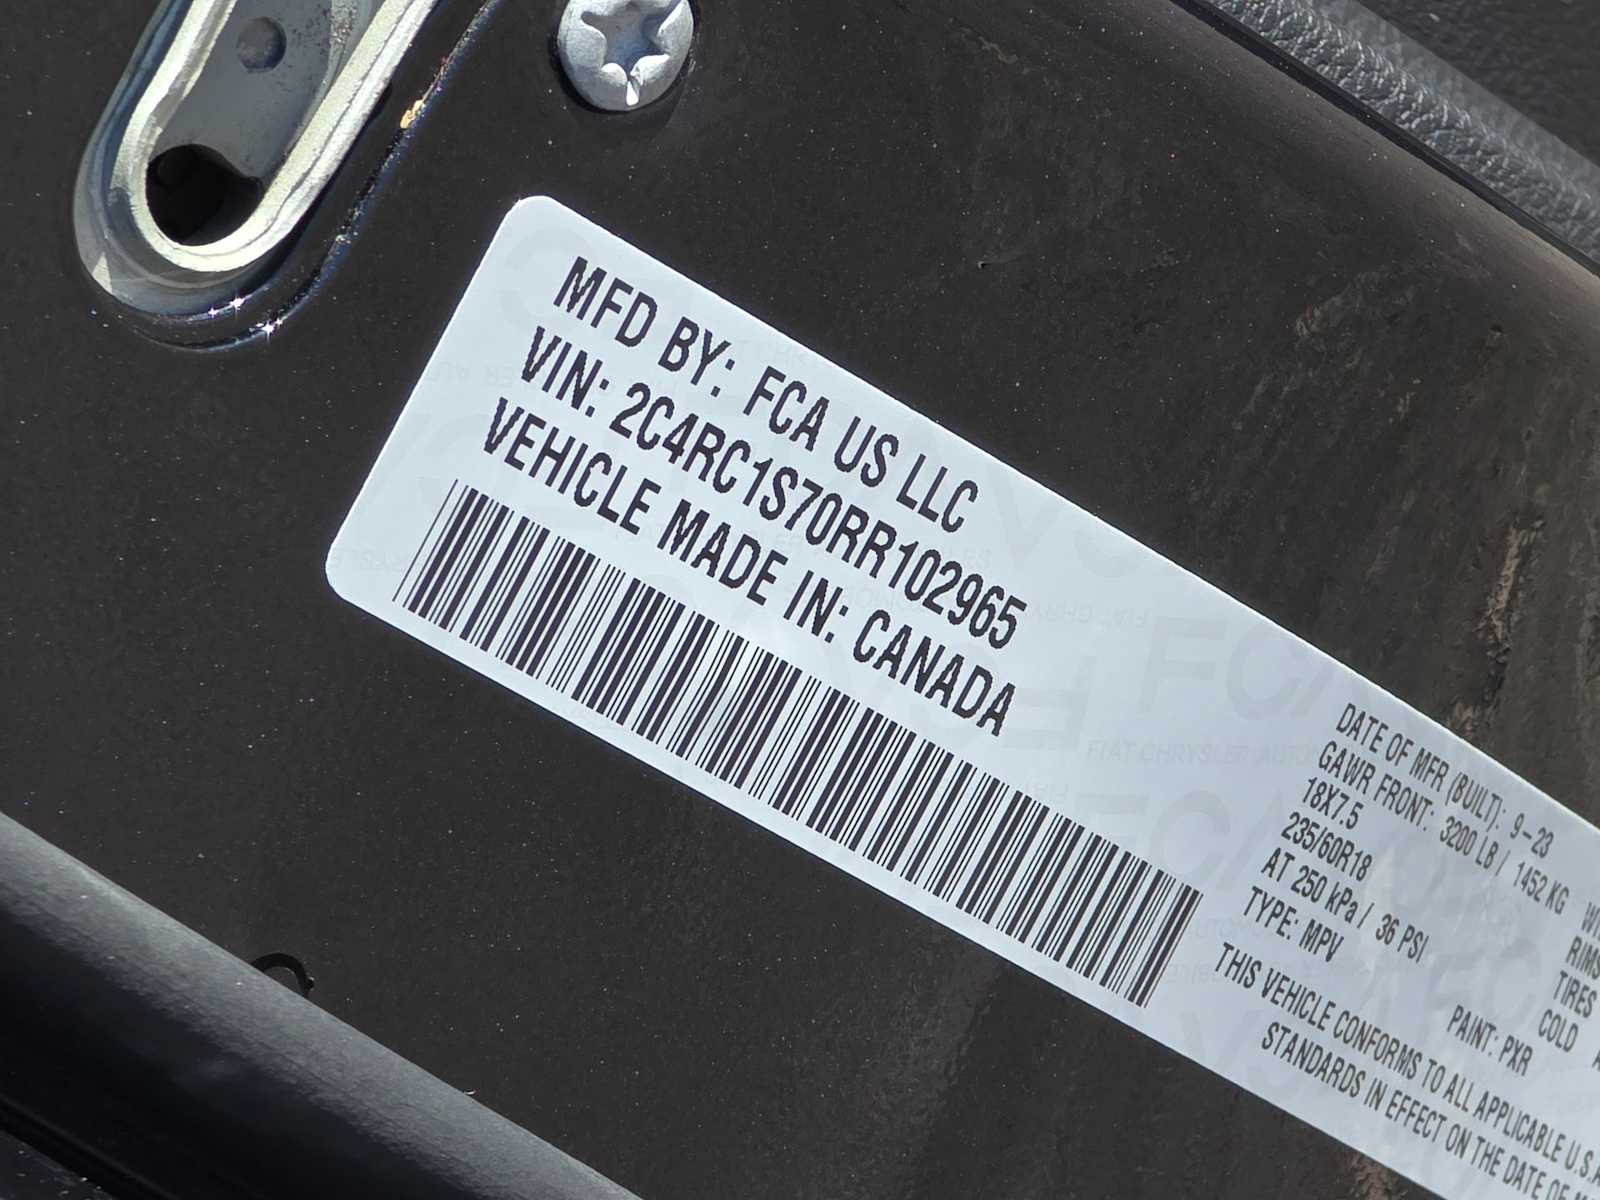 MFD BY: FCA US LLC
VIN: 2C4RC1S70RR102965
VEHICLE MADE IN: CANADA
DATE OF MFR (BUILT): 9-23
GAWR FRONT: 3200 LB / 1452 KG
18X7.5
RIMS
235/60R18
TIRES
AT 250 kPa / 36 PSI
COLD
TYPE: MPV
PAINT: PXR
THIS VEHICLE CONFORMS TO ALL APPLICABLE U.S.A
STANDARDS IN EFFECT ON THE DATE OF